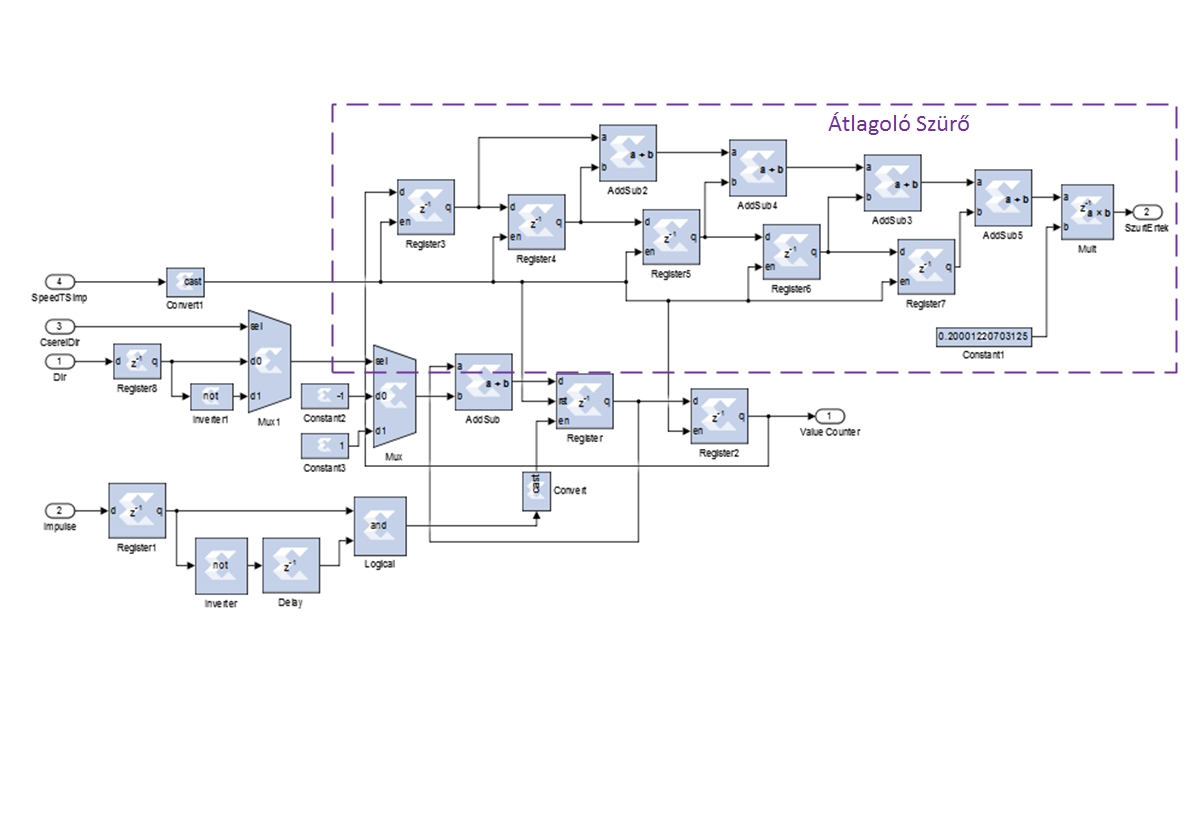 Átlagoló Szürő
a
b
a + b
AddSub2
a
b
a + b
AddSub4
a
b
a + b
AddSub3
a
b
a + b
AddSub5
a
b
z-1
a x b
Mult
2
SzurtErtek
d
en
z-1
q
Register3
d
en
z-1
q
Register4
d
en
z-1
q
Register5
d
en
z-1
q
Register6
d
en
z-1
q
Register7
0.20001220703125
Constant1
4
SpeedTSImp
cast
Convert1
3
CserelDir
1
Dir
d
z-1
q
Register8
not
Inverter1
sel
d0
d1
Mux1
-1
Constant2
1
Constant3
sel
d0
d1
Mux
a
b
a + b
AddSub
d
rst
en
z-1
q
Register
d
en
z-1
q
Register2
1
Value Counter
cast
Convert
2
Impulse
d
z-1
q
Register1
not
Inverter
z-1
Delay
and
Logical